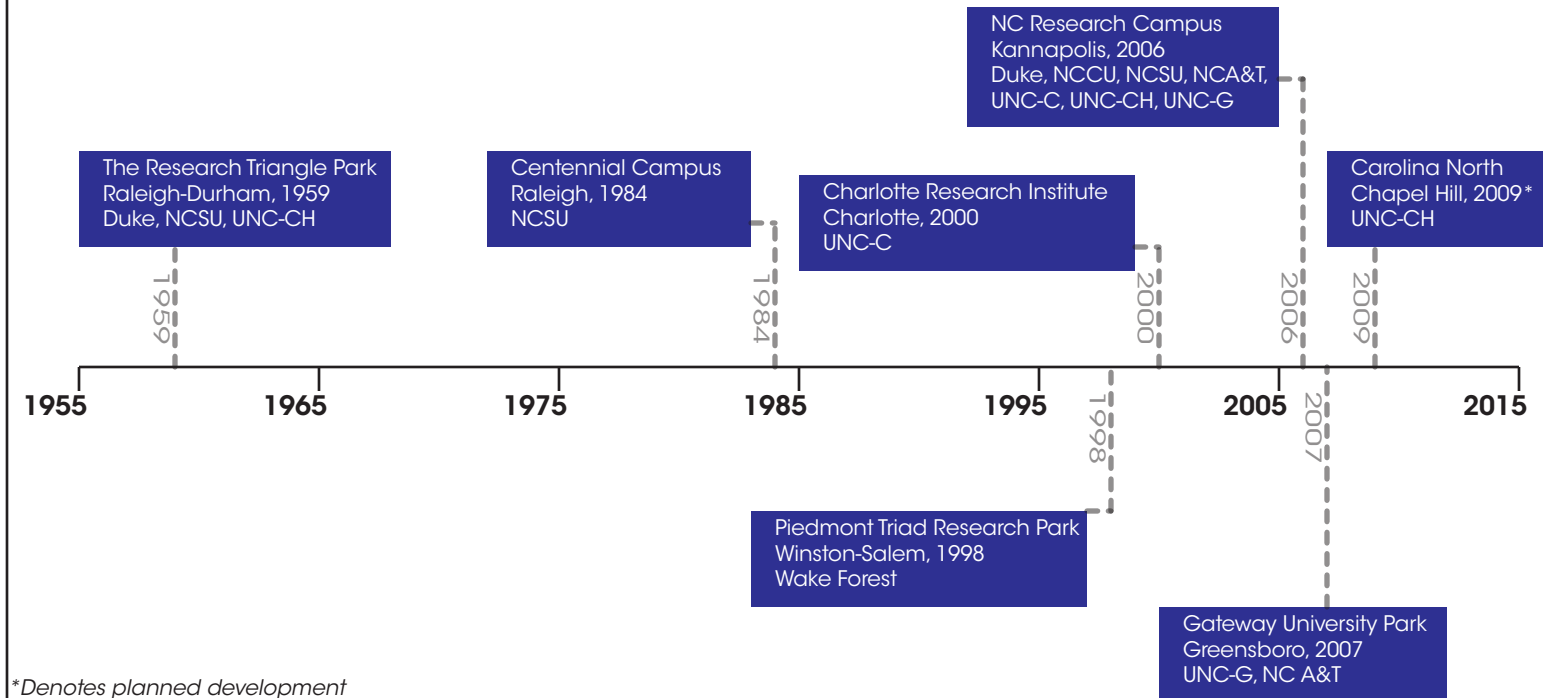 NC Research Campus
Kannapolis, 2006
Duke, NCCU, NCSU, NCA&T,
UNC-C, UNC-CH, UNC-G
The Research Triangle Park
Raleigh-Durham, 1959
Duke, NCSU, UNC-CH
Centennial Campus
Raleigh, 1984
NCSU
Charlotte Research Institute
Charlotte, 2000
UNC-C
Carolina North
Chapel Hill, 2009*
UNC-CH
1959
1984
2000
2006
2009
1955
1965
1975
1985
1995
2005
2015
1998
2007
Piedmont Triad Research Park
Winston-Salem, 1998
Wake Forest
Gateway University Park
Greensboro, 2007
UNC-G, NC A&T
*Denotes planned development